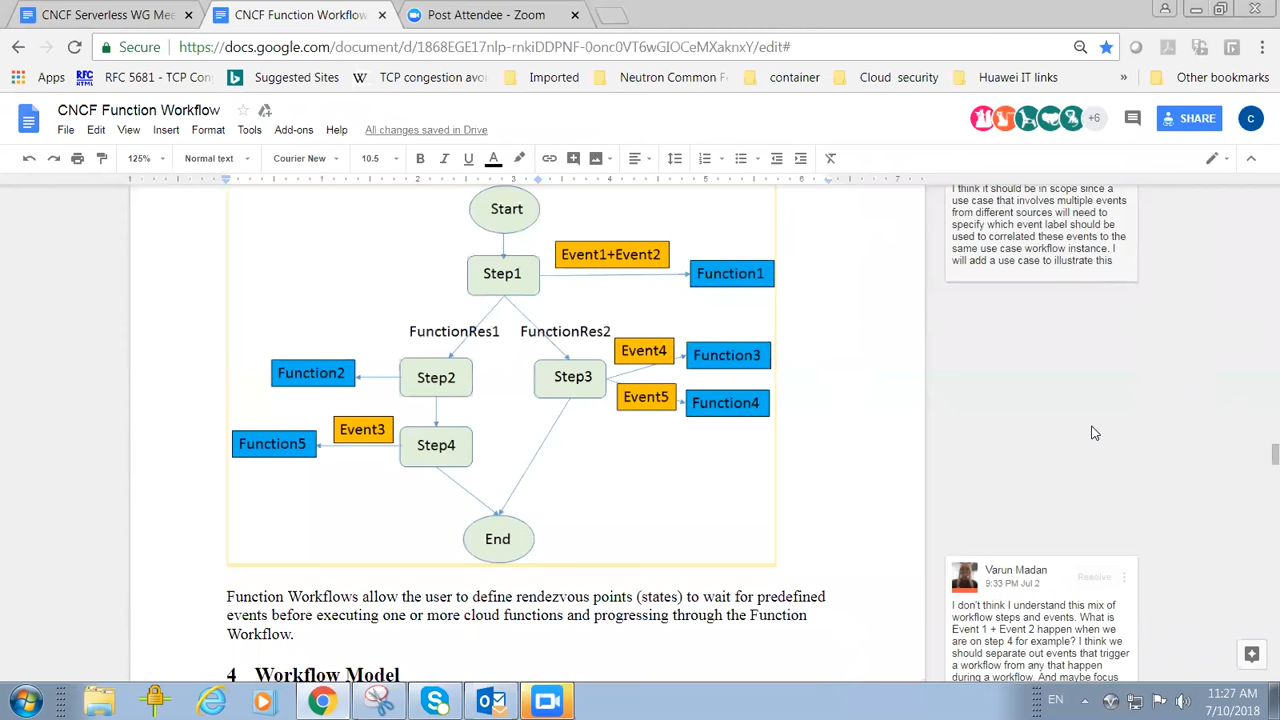 CNCF Serverless WG Mee
CNCF Function Workflow
Post Attendee - Zoom
Secure
https://docs.google.com/document/d/1868EGE17nlp-rnkiDDPNF-0onc0VT6wGIOCeMXaknxY/edit#
Apps
RFC
HTML
RFC 5681 - TCP Con
Suggested Sites
TCP congestion avo
Imported
Neutron Common
container
Cloud security
Huawei IT links
»
Other bookmarks
CNCF Function Workflow
File Edit View Insert Format Tools Add-ons Help All changes saved in Drive
+6
SHARE
C
125% Normal text Courier New 10.5 B I U A
1 2 3 4 5 6 7
I think it should be in scope since a
use case that involves multiple events
from different sources will need to
specify which event label should be
used to correlated these events to the
same use case workflow instance. I
will add a use case to illustrate this
Start
Event1+Event2
Step1
Function1
FunctionRes1 FunctionRes2
Event4
Function3
Function2
Step2
Step3
Event5
Function4
Event3
Function5
Step4
End
Function Workflows allow the user to define rendezvous points (states) to wait for predefined
events before executing one or more cloud functions and progressing through the Function
Workflow.
4 Workflow Model
Varun Madan
9:33 PM Jul 2
Resolve
I don't think I understand this mix of
workflow steps and events. What is
Event 1 + Event 2 happen when we
are on step 4 for example? I think we
should separate out events that trigger
a workflow from any that happen
during a workflow. And maybe focus
EN
11:27 AM
7/10/2018